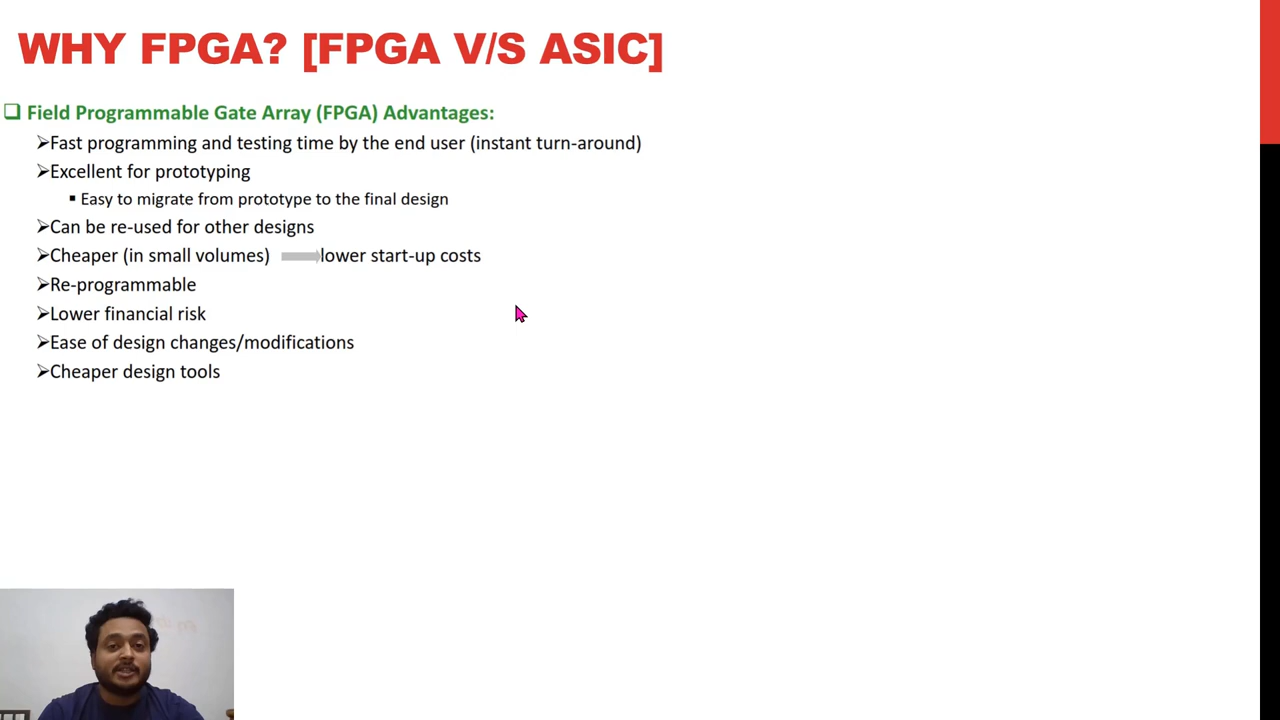 WHY FPGA? [FPGA V/S ASIC]
Field Programmable Gate Array (FPGA) Advantages:
Fast programming and testing time by the end user (instant turn-around)
Excellent for prototyping
Easy to migrate from prototype to the final design
Can be re-used for other designs
Cheaper (in small volumes) lower start-up costs
Re-programmable
Lower financial risk
Ease of design changes/modifications
Cheaper design tools